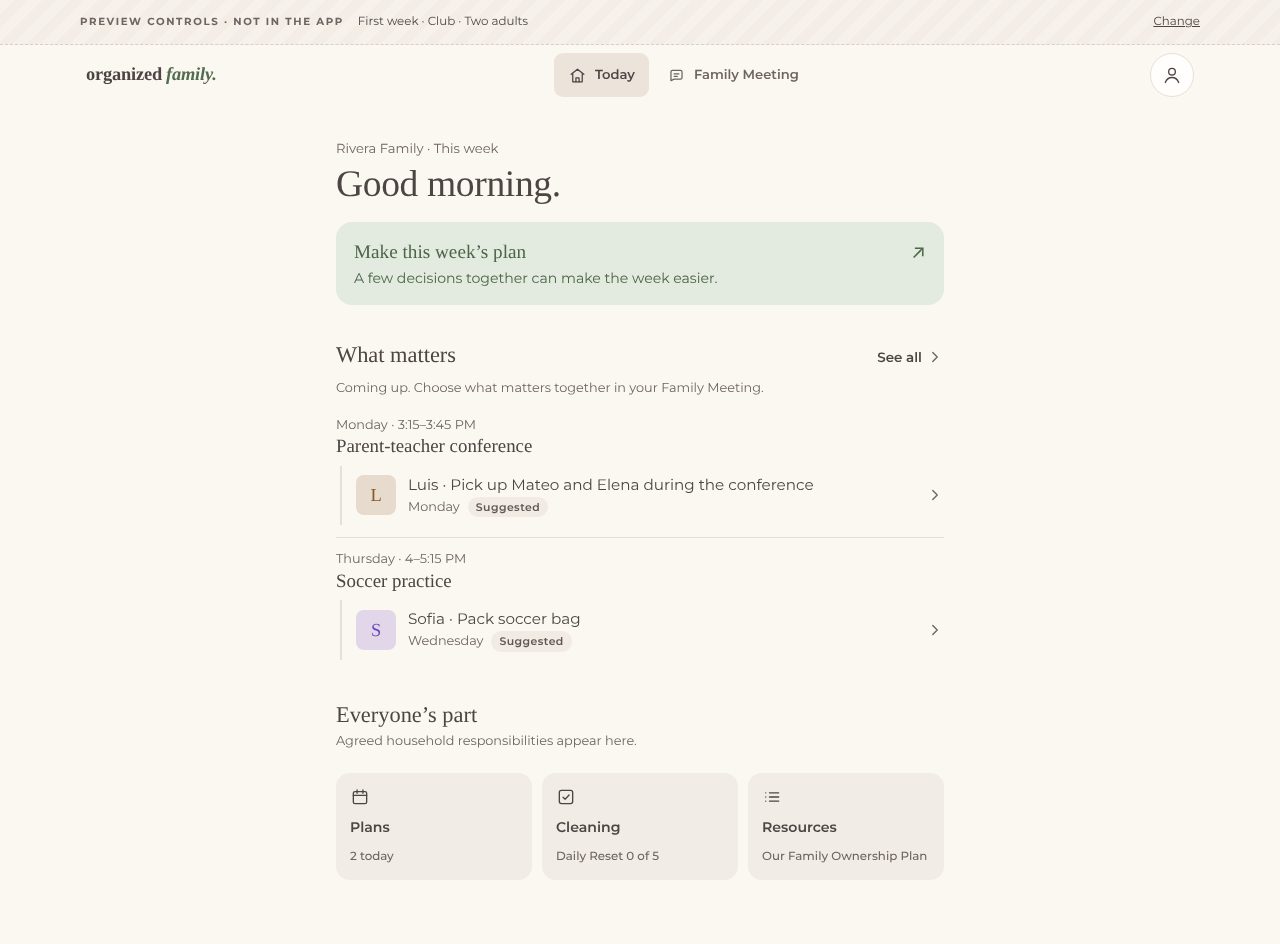 PREVIEW CONTROLS · NOT IN THE APP First week · Club · Two adults Change
organized family. Today Family Meeting
Rivera Family · This week
Good morning.
Make this week’s plan
A few decisions together can make the week easier.
What matters See all
Coming up. Choose what matters together in your Family Meeting.
Monday · 3:15–3:45 PM
Parent-teacher conference
L Luis · Pick up Mateo and Elena during the conference
Monday Suggested
Thursday · 4–5:15 PM
Soccer practice
S Sofia · Pack soccer bag
Wednesday Suggested
Everyone’s part
Agreed household responsibilities appear here.
Plans Cleaning Resources
2 today Daily Reset 0 of 5 Our Family Ownership Plan